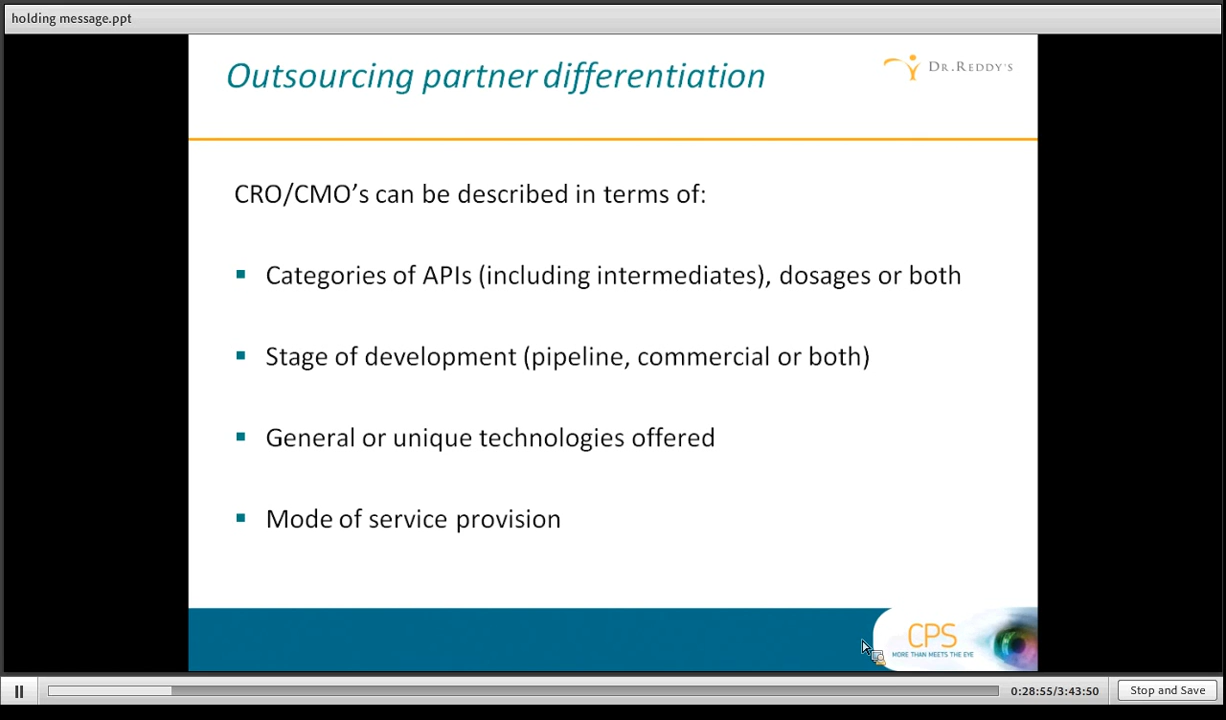 holding message.ppt
Outsourcing partner differentiation
DR.REDDY'S
CRO/CMO’s can be described in terms of:
Categories of APIs (including intermediates), dosages or both
Stage of development (pipeline, commercial or both)
General or unique technologies offered
Mode of service provision
CPS
MORE THAN MEETS THE EYE
0:28:55/3:43:50
Stop and Save